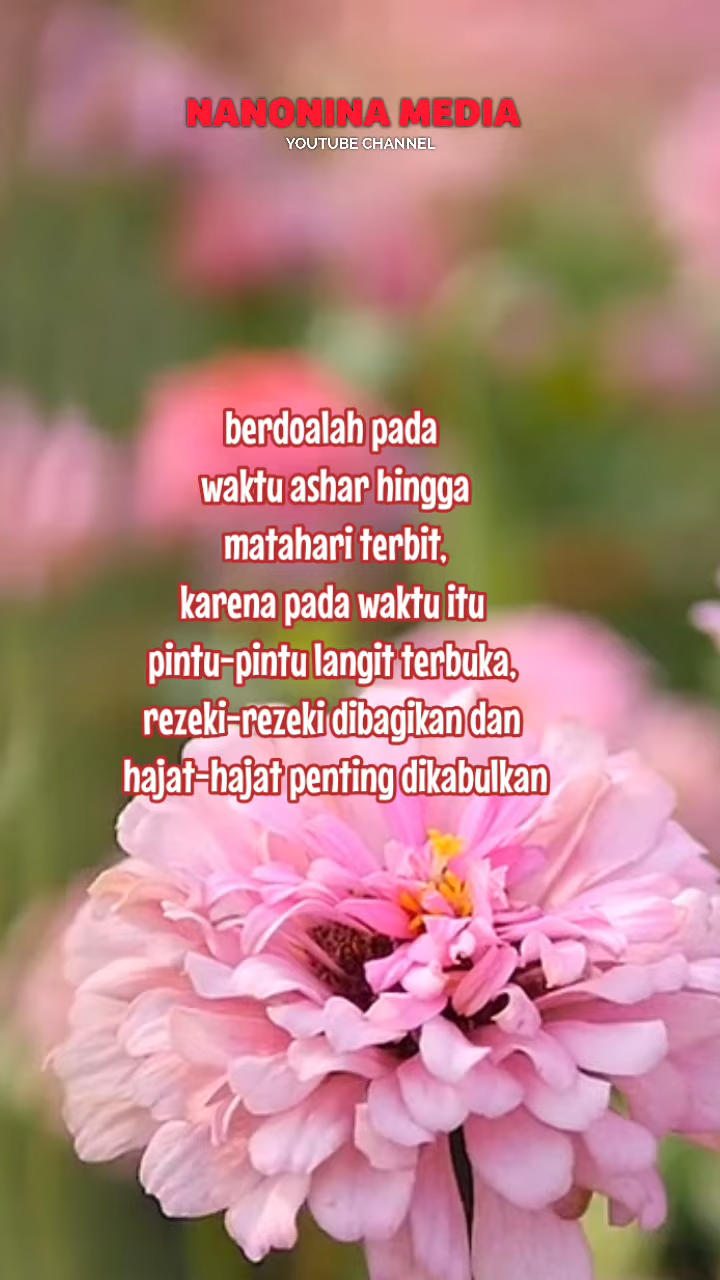 NANONINA MEDIA
YOUTUBE CHANNEL
berdoalah pada
waktu ashar hingga
matahari terbit,
karena pada waktu itu
pintu-pintu langit terbuka,
rezeki-rezeki dibagikan dan
hajat-hajat penting dikabulkan